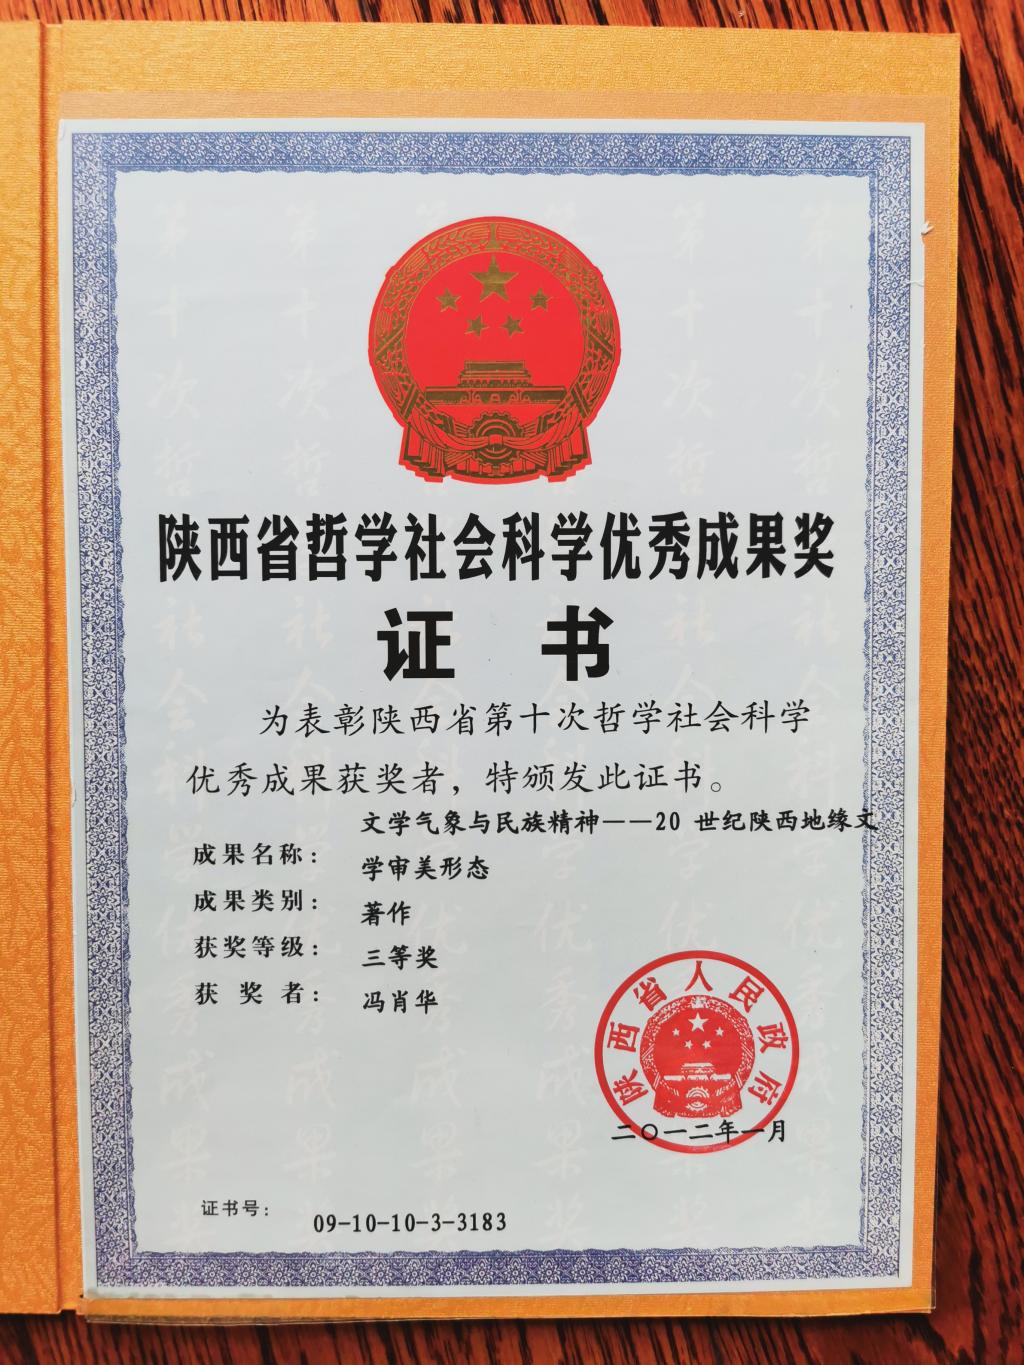 陕西省哲学社会科学优秀成果奖
证 书
为表彰陕西省第十次哲学社会科学
优秀成果获奖者，特颁发此证书。
文学气象与民族精神——20 世纪陕西地缘文
成果名称： 学审美形态
成果类别： 著作
获奖等级： 三等奖
获 奖 者： 冯肖华
陕西省人民政府
二〇一二年一月
证书号： 09-10-10-3-3183